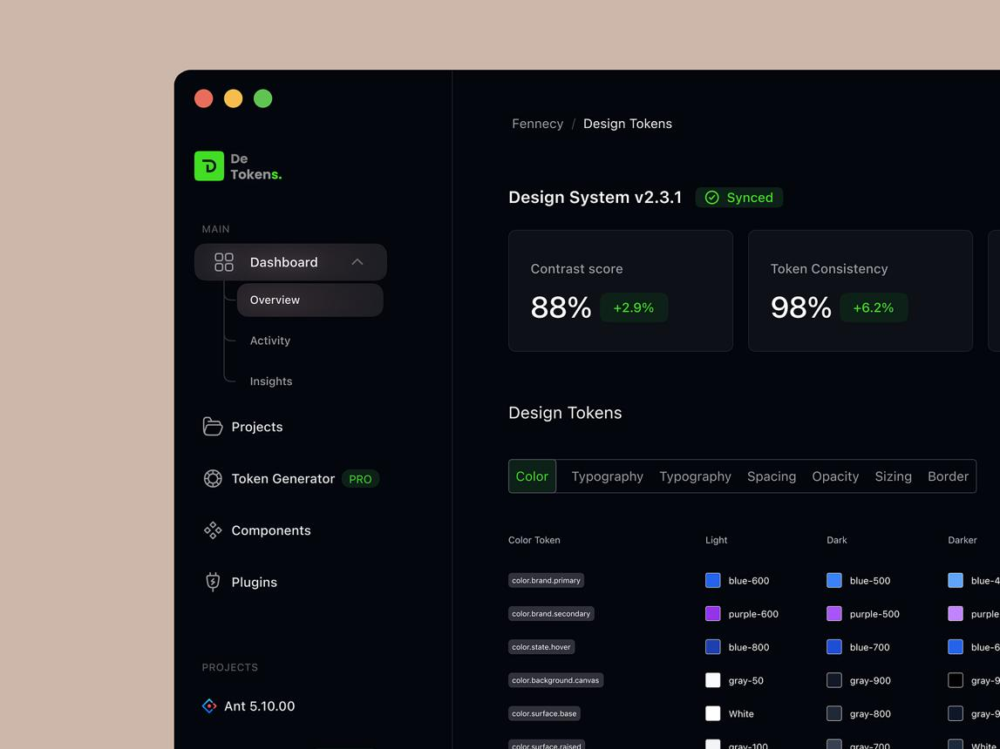 De
Tokens.
MAIN
Dashboard
Overview
Activity
Insights
Projects
Token Generator PRO
Components
Plugins
PROJECTS
Ant 5.10.00
Fennecy / Design Tokens
Design System v2.3.1 Synced
Contrast score
88% +2.9%
Token Consistency
98% +6.2%
Design Tokens
Color Typography Typography Spacing Opacity Sizing Border
Color Token Light Dark Darker
color.brand.primary blue-600 blue-500 blue-4
color.brand.secondary purple-600 purple-500 purple
color.state.hover blue-800 blue-700 blue-6
color.background.canvas gray-50 gray-900 gray-9
color.surface.base White gray-800 gray-9
color.surface.raised gray-100 gray-700 White